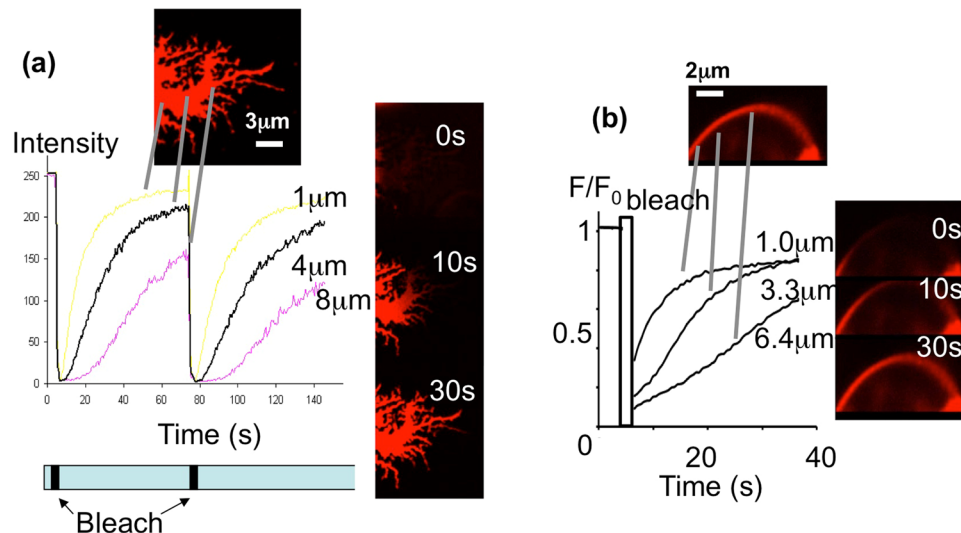 (a)
3μm
Intensity
250
200
150
100
50
0
0 20 40 60 80 100 120 140
1μm
4μm
8μm
Time (s)
Bleach
0s
10s
30s
(b)
2μm
F/F0 bleach
1
0.5
0
20
40
1.0μm
3.3μm
6.4μm
Time (s)
0s
10s
30s